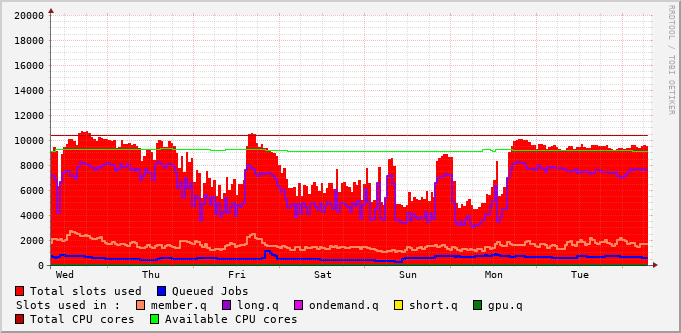 20000
18000
16000
14000
12000
10000
8000
6000
4000
2000
0
Wed Thu Fri Sat Sun Mon Tue
RRDTOOL / TOBI OETIKER
Total slots used Queued Jobs
Slots used in : member.q long.q ondemand.q short.q gpu.q
Total CPU cores Available CPU cores